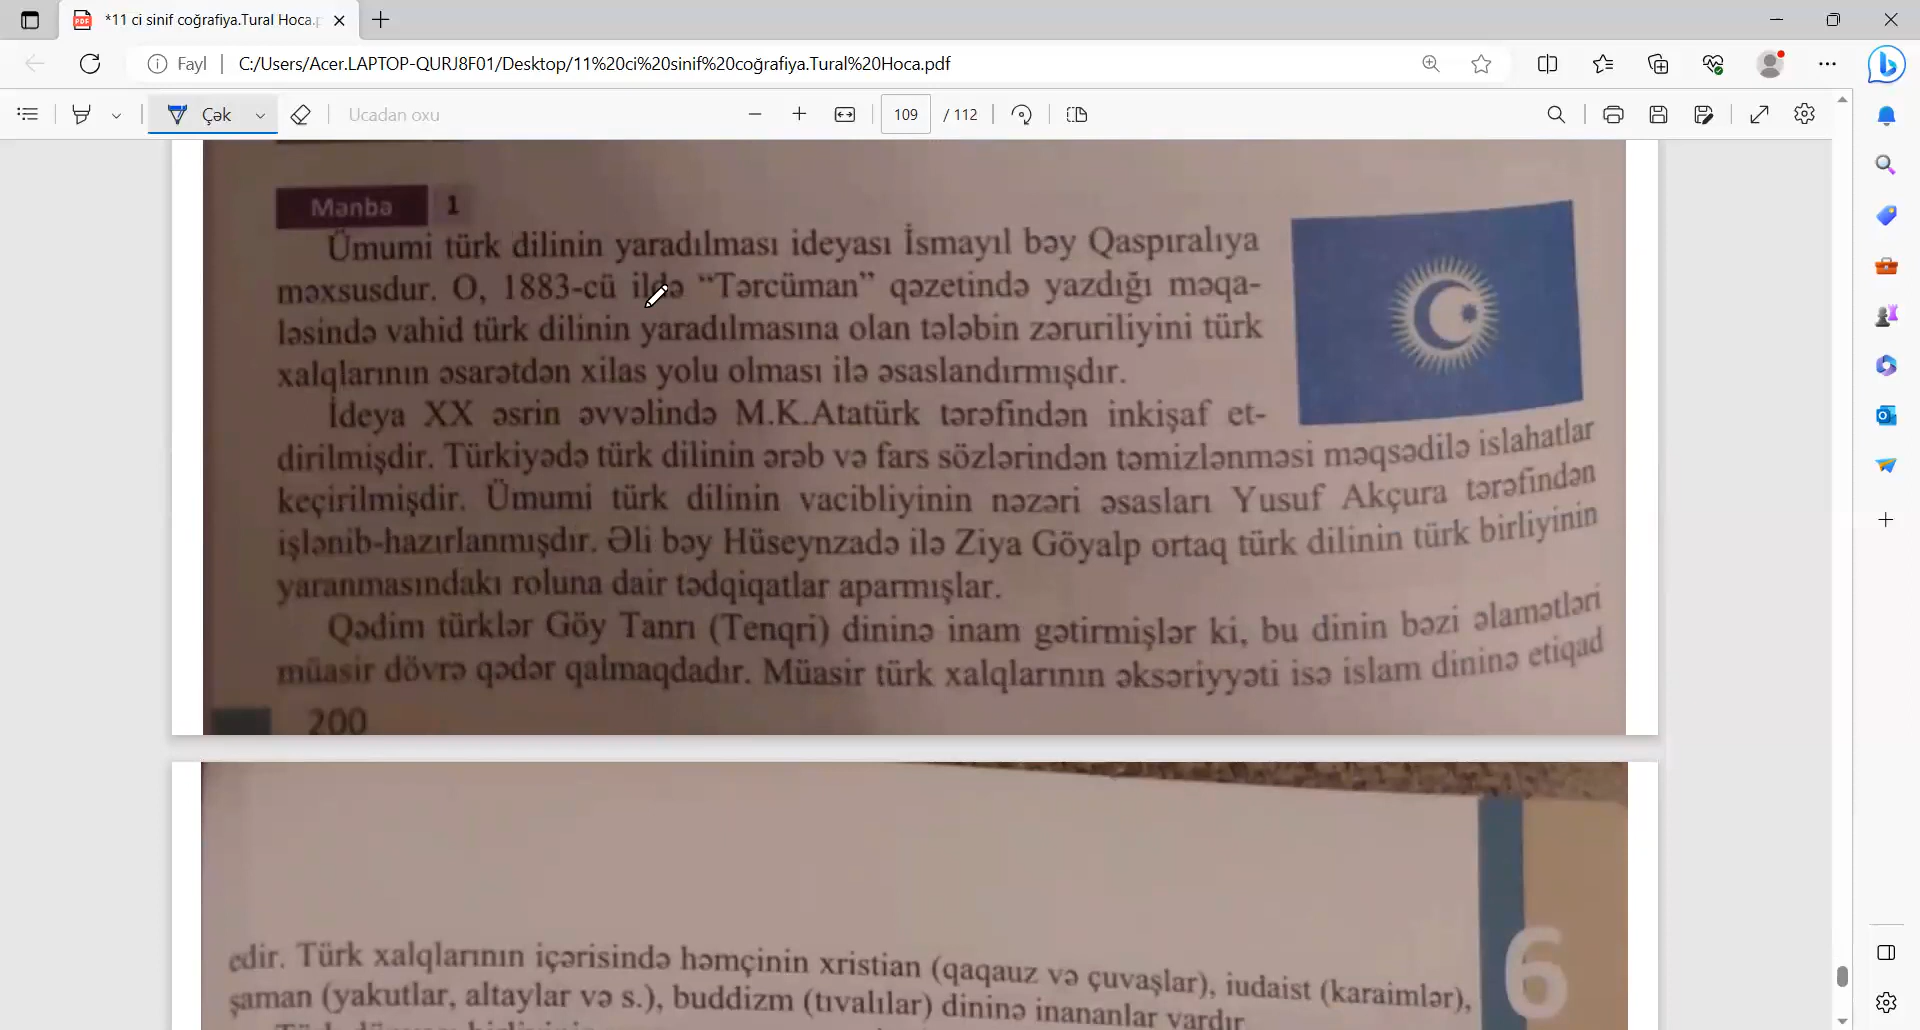 *11 ci sinif coğrafiya.Tural Hoca.p
Fayl
C:/Users/Acer.LAPTOP-QURJ8F01/Desktop/11%20ci%20sinif%20coğrafiya.Tural%20Hoca.pdf
Çək
Ucadan oxu
109 / 112
Mənbə 1
Ümumi türk dilinin yaradılması ideyası İsmayıl bəy Qaspıralıya
məxsusdur. O, 1883-cü ildə “Tərcüman” qəzetində yazdığı məqa-
ləsində vahid türk dilinin yaradılmasına olan tələbin zəruriliyini türk
xalqlarının əsarətdən xilas yolu olması ilə əsaslandırmışdır.
İdeya XX əsrin əvvəlində M.K.Atatürk tərəfindən inkişaf et-
dirilmişdir. Türkiyədə türk dilinin ərəb və fars sözlərindən təmizlənməsi məqsədilə islahatlar
keçirilmişdir. Ümumi türk dilinin vacibliyinin nəzəri əsasları Yusuf Akçura tərəfindən
işlənib-hazırlanmışdır. Əli bəy Hüseynzadə ilə Ziya Göyalp ortaq türk dilinin türk birliyinin
yaranmasındakı roluna dair tədqiqatlar aparmışlar.
Qədim türklər Göy Tanrı (Tenqri) dininə inam gətirmişlər ki, bu dinin bəzi əlamətləri
müasir dövrə qədər qalmaqdadır. Müasir türk xalqlarının əksəriyyəti isə islam dininə etiqad
200
6
edir. Türk xalqlarının içərisində həmçinin xristian (qaqauz və çuvaşlar), iudaist (karaimlər),
şaman (yakutlar, altaylar və s.), buddizm (tıvalılar) dininə inananlar vardır